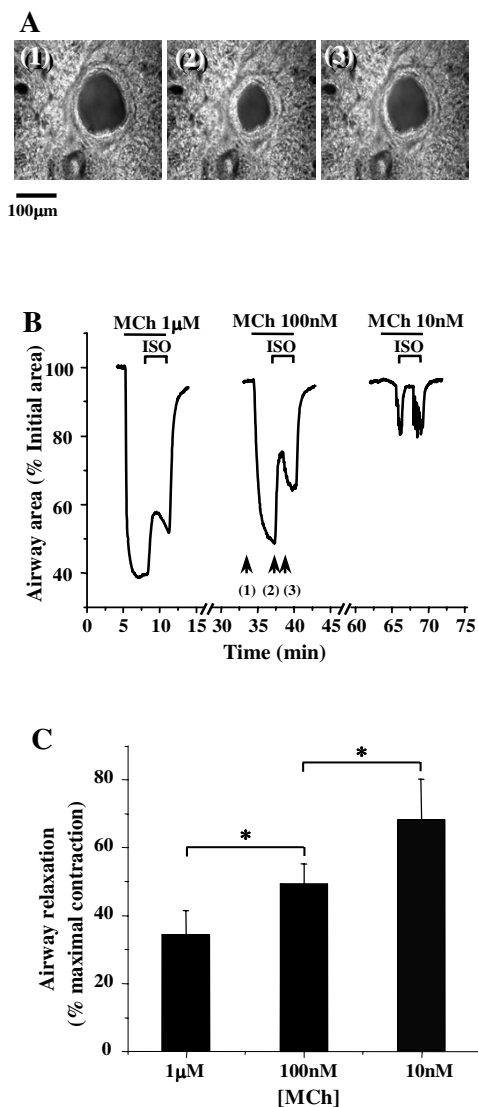 A
(1) (2) (3)
100μm
B
MCh 1μM MCh 100nM MCh 10nM
ISO ISO ISO
Airway area (% Initial area)
100
80
60
40
(1) (2) (3)
0 5 10 15 30 35 40 45 60 65 70 75
Time (min)
C
Airway relaxation
(% maximal contraction)
80
60
40
20
0
* *
1μM 100nM 10nM
[MCh]